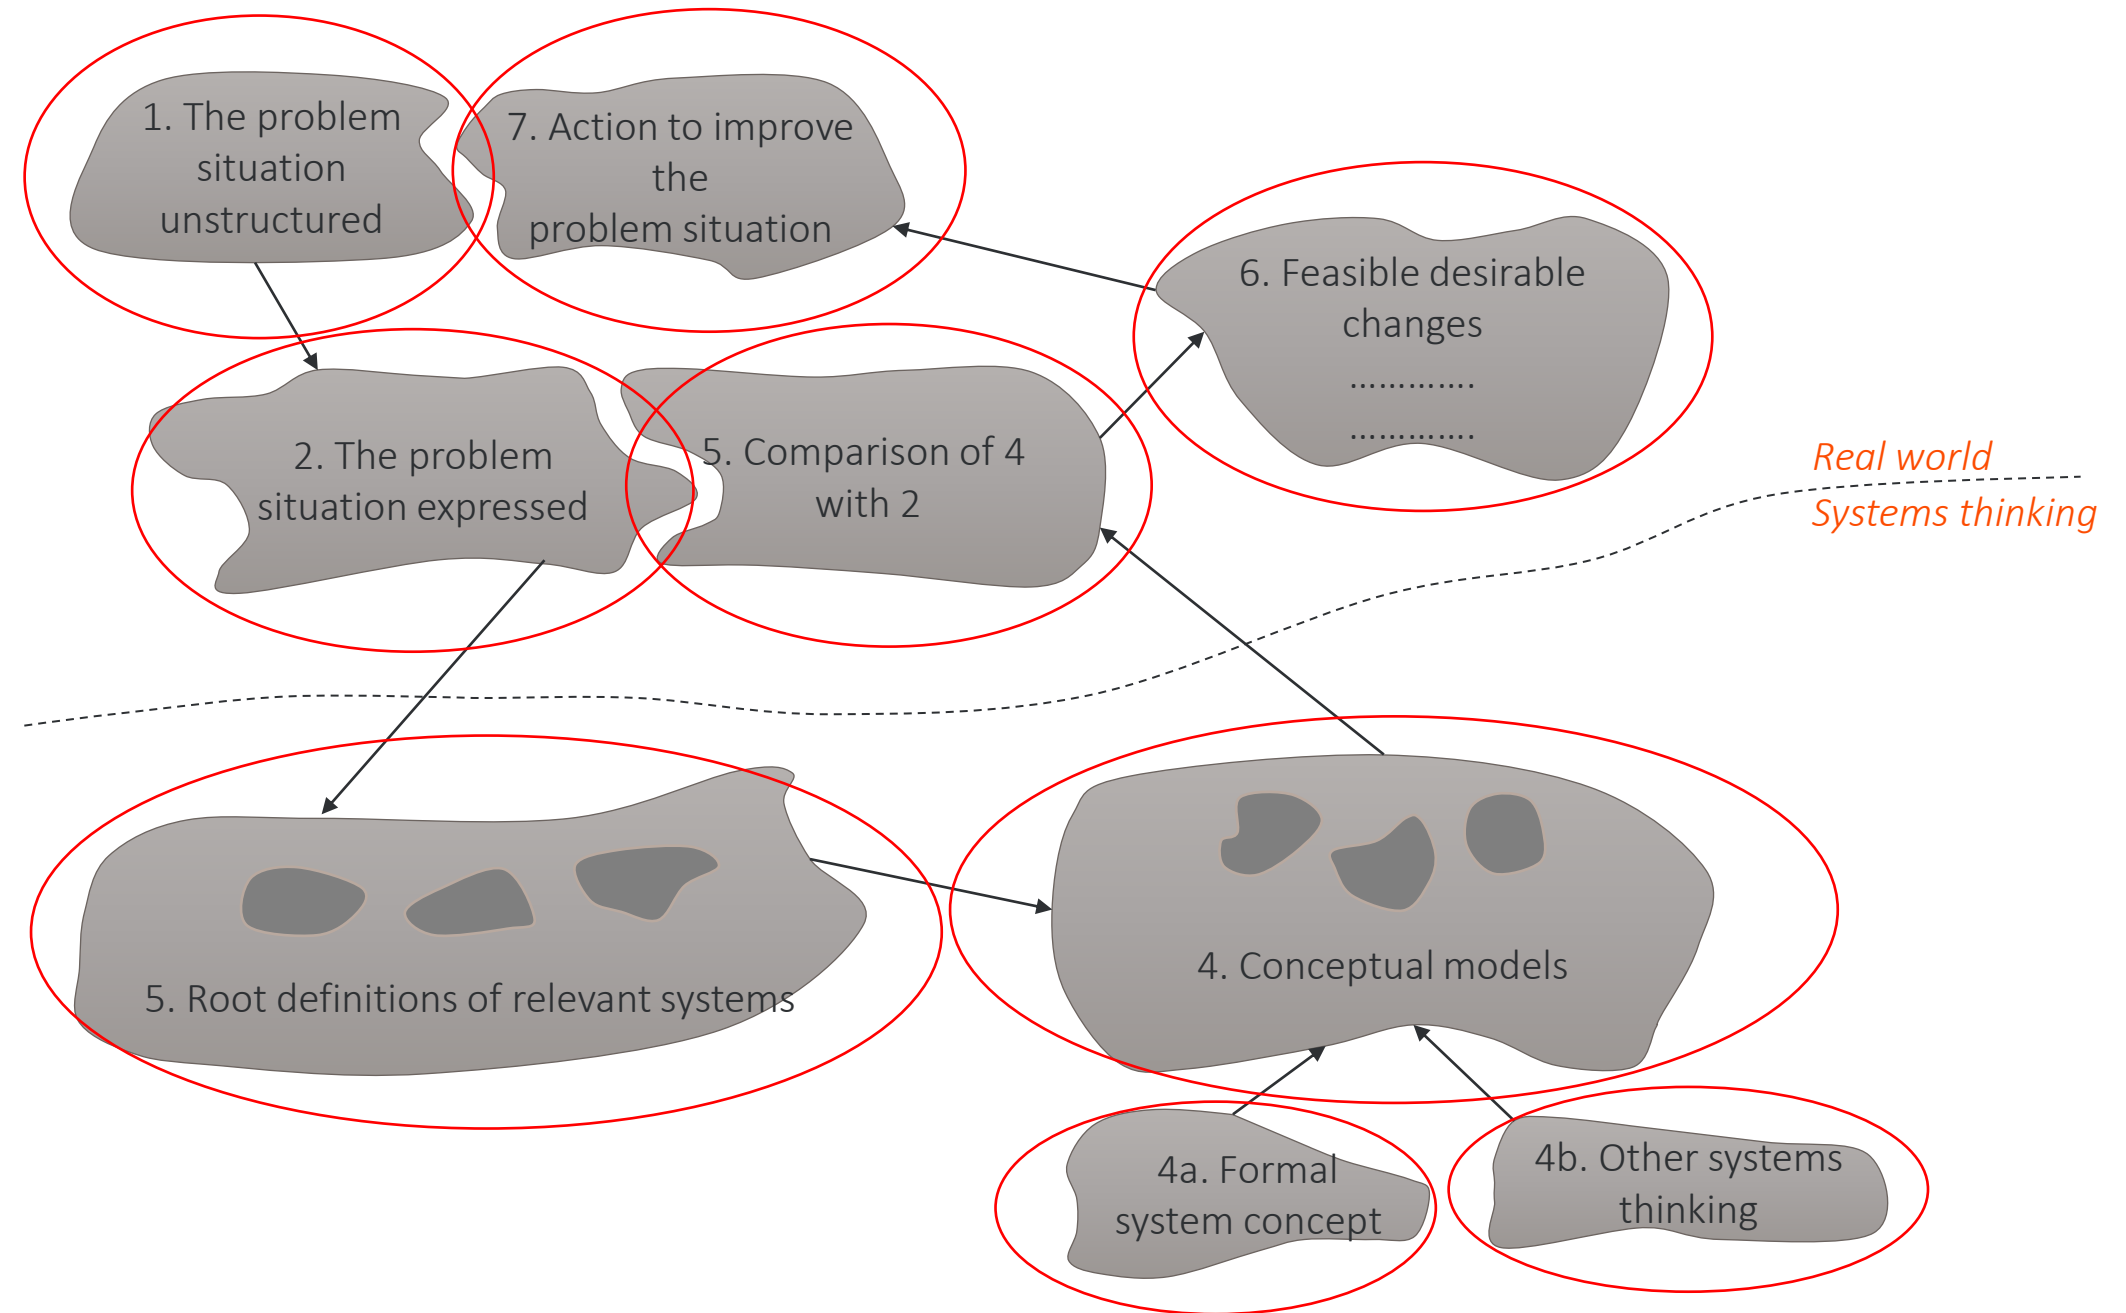 1. The problem
situation
unstructured
7. Action to improve
the
problem situation
6. Feasible desirable
changes
………….
………….
2. The problem
situation expressed
5. Comparison of 4
with 2
Real world
Systems thinking
5. Root definitions of relevant systems
4. Conceptual models
4a. Formal
system concept
4b. Other systems
thinking